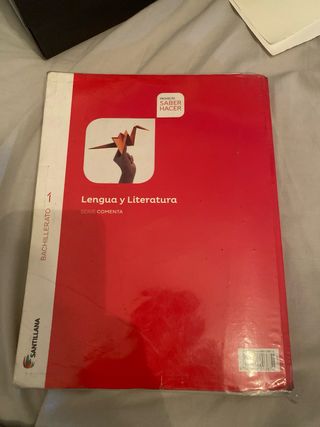 PROYECTO
SABER
HACER
Lengua y Literatura
SERIE COMENTA
BACHILLERATO 1
SANTILLANA